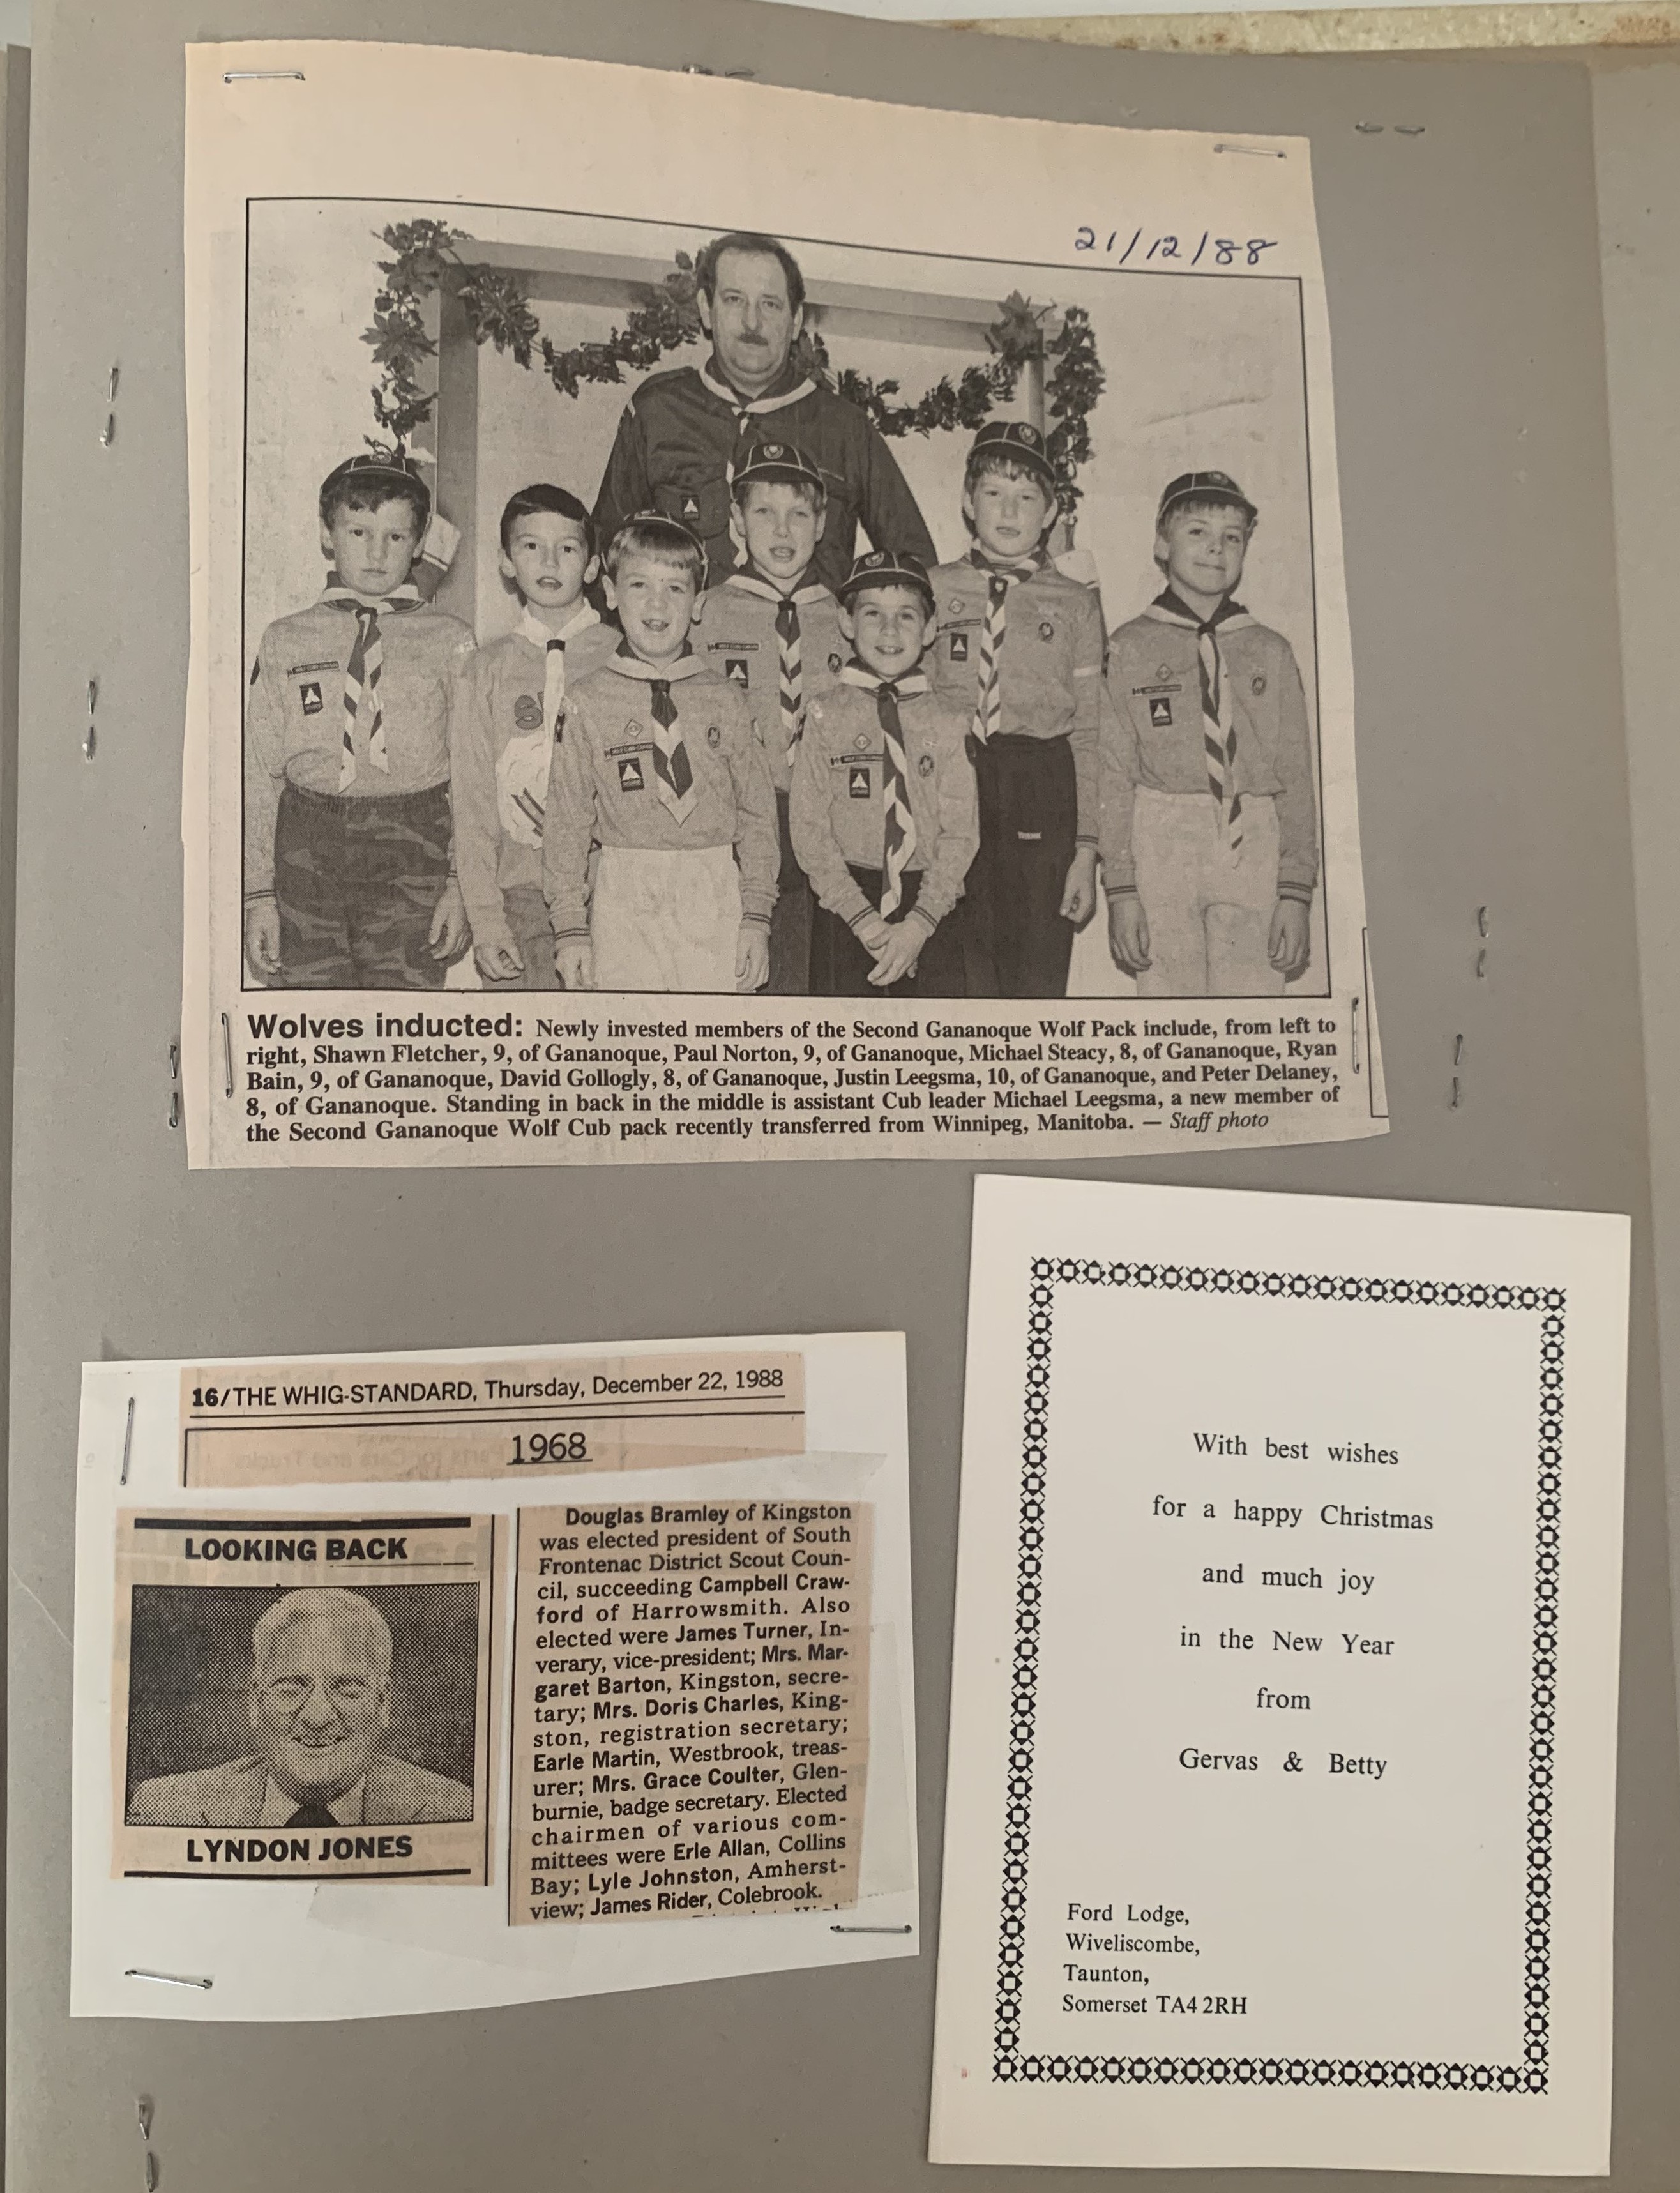 21/12/88
Wolves inducted: Newly invested members of the Second Gananoque Wolf Pack include, from left to
right, Shawn Fletcher, 9, of Gananoque, Paul Norton, 9, of Gananoque, Michael Steacy, 8, of Gananoque, Ryan
Bain, 9, of Gananoque, David Gollogly, 8, of Gananoque, Justin Leegsma, 10, of Gananoque, and Peter Delaney,
8, of Gananoque. Standing in back in the middle is assistant Cub leader Michael Leegsma, a new member of
the Second Gananoque Wolf Cub pack recently transferred from Winnipeg, Manitoba. — Staff photo
16/THE WHIG-STANDARD, Thursday, December 22, 1988
1968
LOOKING BACK
LYNDON JONES
Douglas Bramley of Kingston
was elected president of South
Frontenac District Scout Coun-
cil, succeeding Campbell Craw-
ford of Harrowsmith. Also
elected were James Turner, In-
verary, vice-president; Mrs. Mar-
garet Barton, Kingston, secre-
tary; Mrs. Doris Charles, King-
ston, registration secretary;
Earle Martin, Westbrook, treas-
urer; Mrs. Grace Coulter, Glen-
burnie, badge secretary. Elected
chairmen of various com-
mittees were Erle Allan, Collins
Bay; Lyle Johnston, Amherst-
view; James Rider, Colebrook.
With best wishes
for a happy Christmas
and much joy
in the New Year
from
Gervas & Betty
Ford Lodge,
Wiveliscombe,
Taunton,
Somerset TA4 2RH